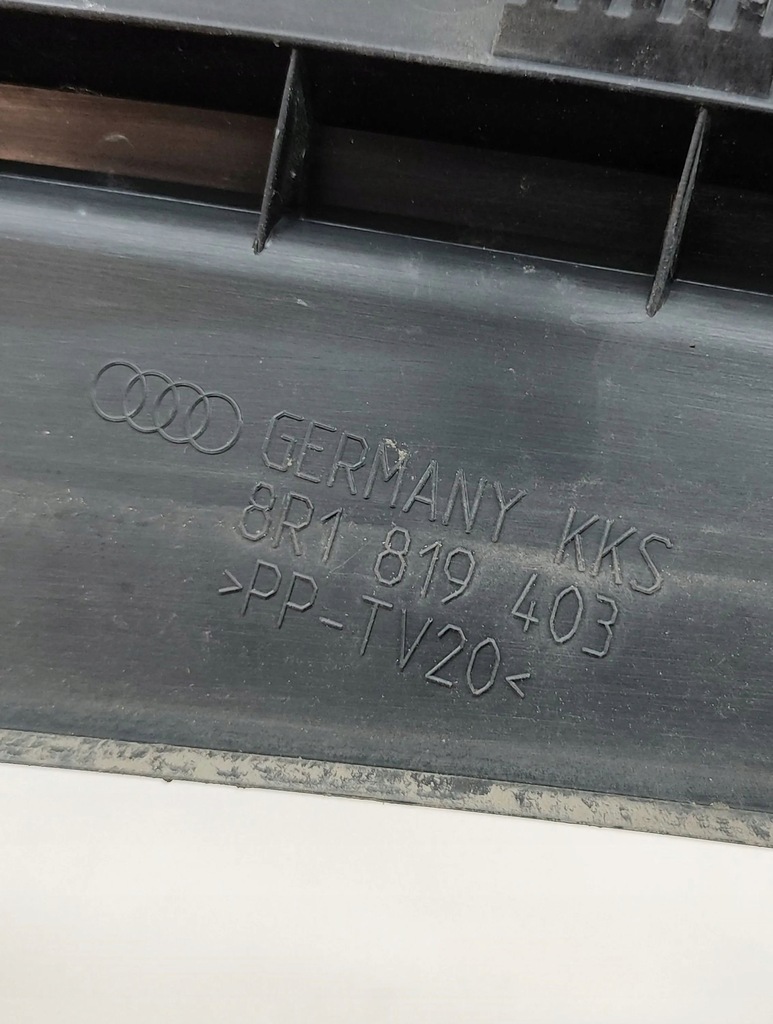 GERMANY KKS
8R1 819 403
>PP-TV20<